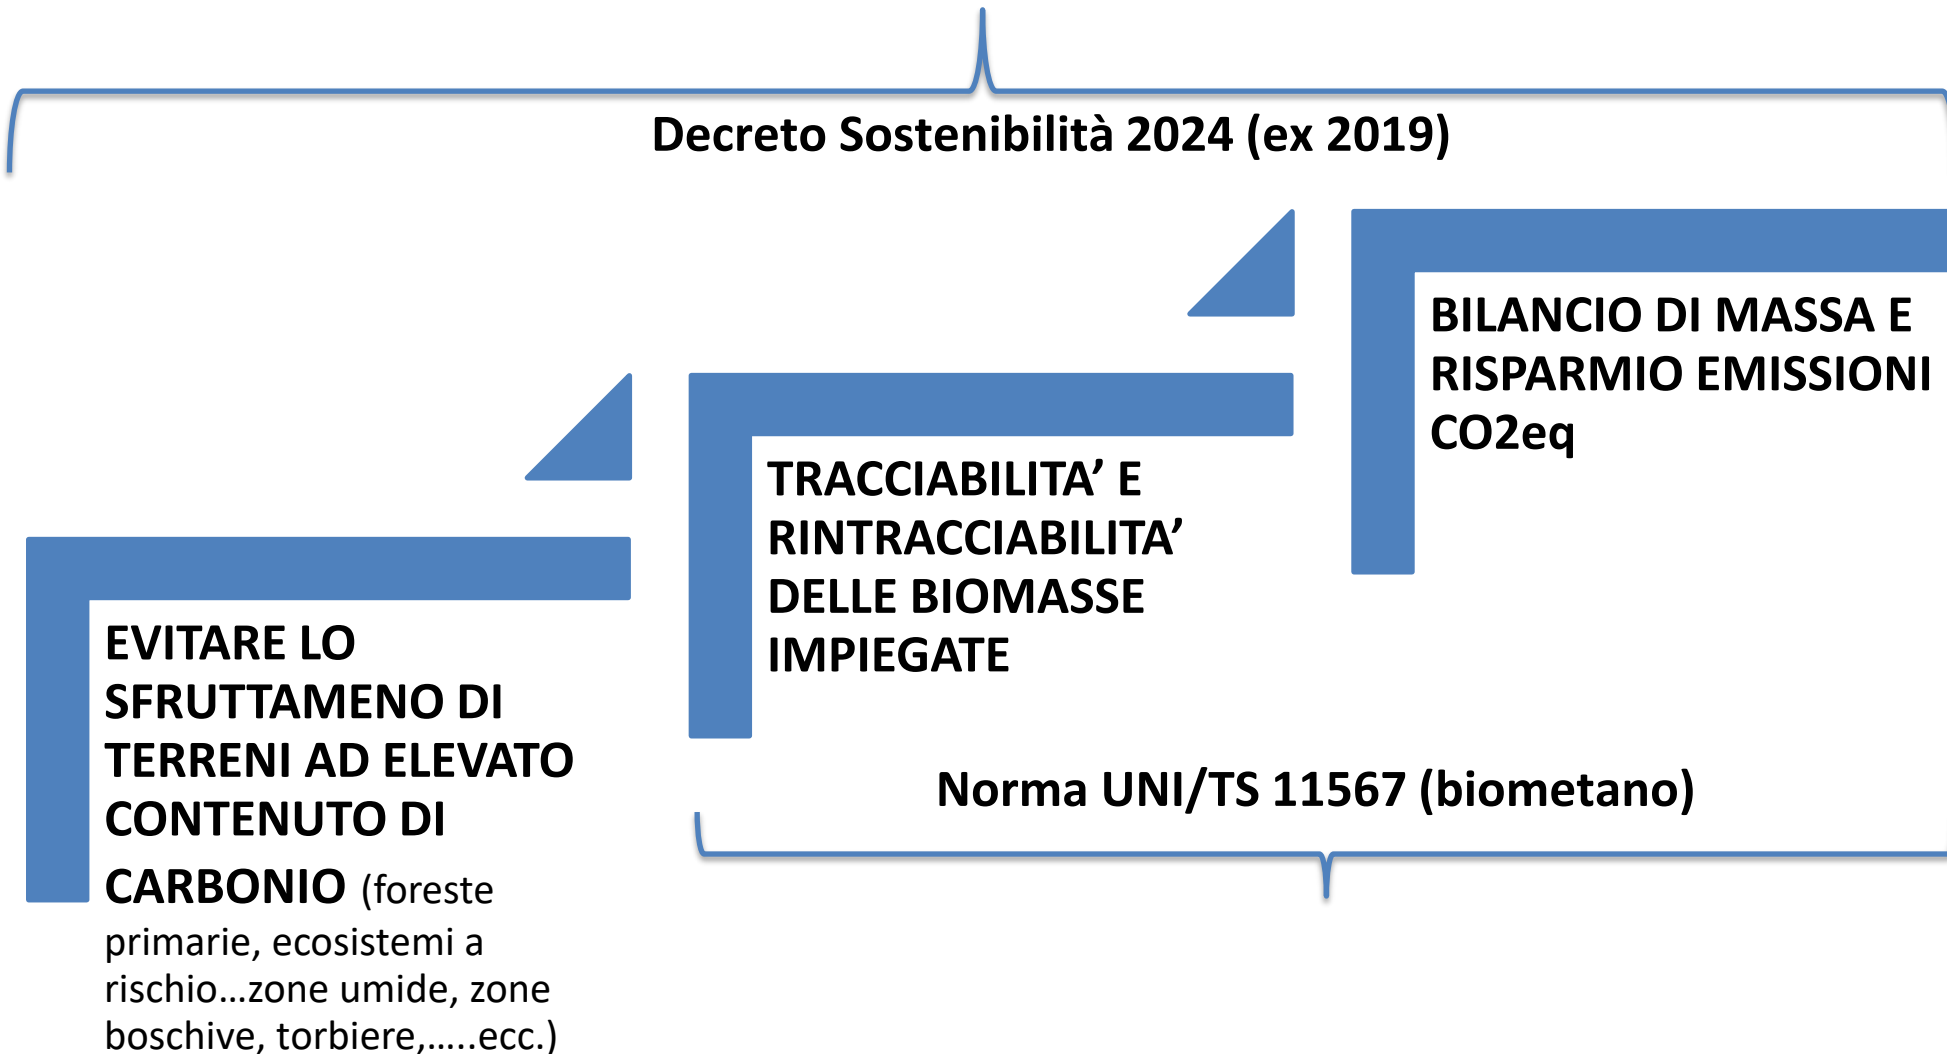 Decreto Sostenibilità 2024 (ex 2019)
EVITARE LO
SFRUTTAMENO DI
TERRENI AD ELEVATO
CONTENUTO DI
CARBONIO (foreste
primarie, ecosistemi a
rischio...zone umide, zone
boschive, torbiere,.....ecc.)
TRACCIABILITA’ E
RINTRACCIABILITA’
DELLE BIOMASSE
IMPIEGATE
BILANCIO DI MASSA E
RISPARMIO EMISSIONI
CO2eq
Norma UNI/TS 11567 (biometano)